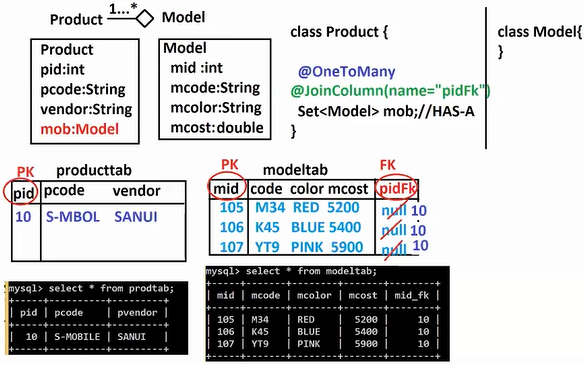 1...*
Product Model
Product
pid:int
pcode:String
vendor:String
mob:Model
Model
mid :int
mcode:String
mcolor:String
mcost:double
class Product {
@OneToMany
@JoinColumn(name="pidFk")
Set<Model> mob;//HAS-A
}
class Model{
}
PK producttab
pid pcode vendor
10 S-MBOL SANUI
PK modeltab FK
mid code color mcost pidFk
105 M34 RED 5200 null 10
106 K45 BLUE 5400 null 10
107 YT9 PINK 5900 null 10
mysql> select * from prodtab;
+-----+----------+---------+
| pid | pcode | pvendor |
+-----+----------+---------+
| 10 | S-MOBILE | SANUI |
mysql> select * from modeltab;
+-----+-------+--------+-------+--------+
| mid | mcode | mcolor | mcost | mid_fk |
+-----+-------+--------+-------+--------+
| 105 | M34 | RED | 5200 | 10 |
| 106 | K45 | BLUE | 5400 | 10 |
| 107 | YT9 | PINK | 5900 | 10 |